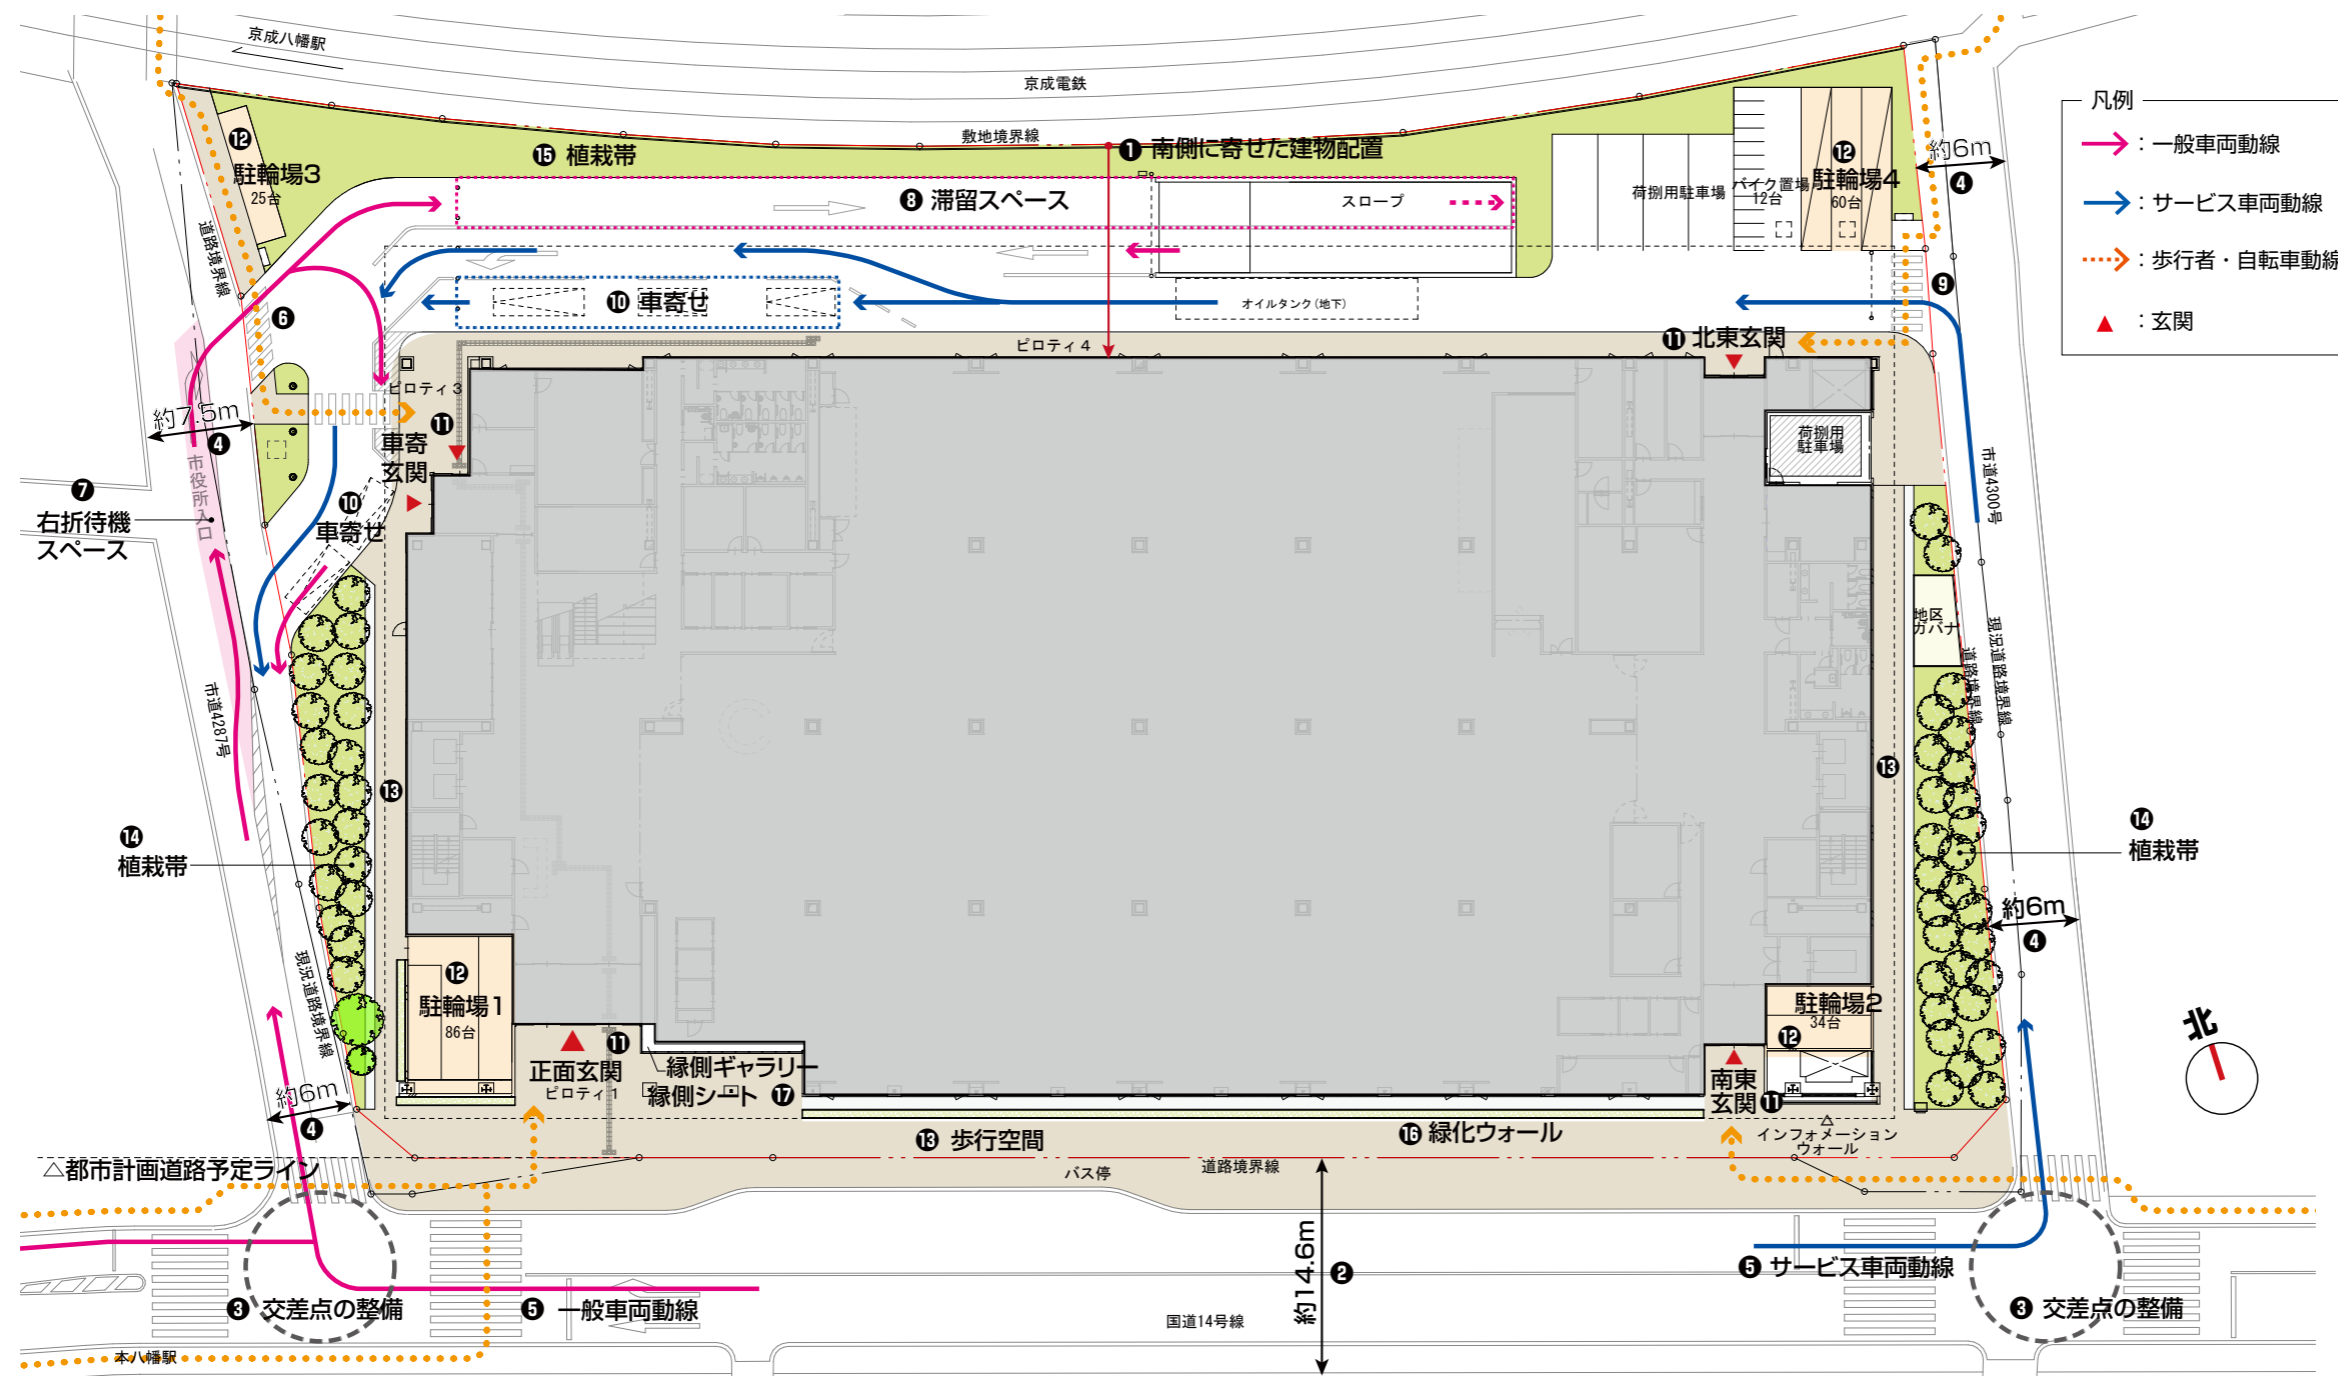 京成八幡駅
京成電鉄
敷地境界線
❶ 南側に寄せた建物配置
⓯ 植栽帯
⓬
駐輪場3
25台
道路境界線
❽ 滞留スペース
スロープ
荷捌用駐車場
バイク置場
12台
⓬
駐輪場4
60台
約6m
❹
凡例
：一般車両動線
：サービス車両動線
：歩行者・自転車動線
：玄関
❻
❿ 車寄せ
オイルタンク(地下)
❾
ピロティ4
⓫ 北東玄関
ピロティ3
約7.5m
❹
市役所入口
⓫
車寄
玄関
荷捌用
駐車場
市道4300号
❼
右折待機
スペース
❿
車寄せ
地区
ガバナ
現況道路境界線
道路境界線
市道4287号
⓭
⓭
⓮
植栽帯
⓮
植栽帯
約6m
❹
現況道路境界線
⓬
駐輪場1
86台
駐輪場2
34台
⓬
北
⓫
正面玄関
ピロティ1
縁側ギャラリー
縁側シート ⓱
南東
玄関 ⓫
約6m
❹
⓭ 歩行空間
⓰ 緑化ウォール
△
インフォメーション
ウォール
△都市計画道路予定ライン
バス停
道路境界線
約14.6m
❷
❺ サービス車両動線
❸ 交差点の整備
❺ 一般車両動線
国道14号線
❸ 交差点の整備
本八幡駅